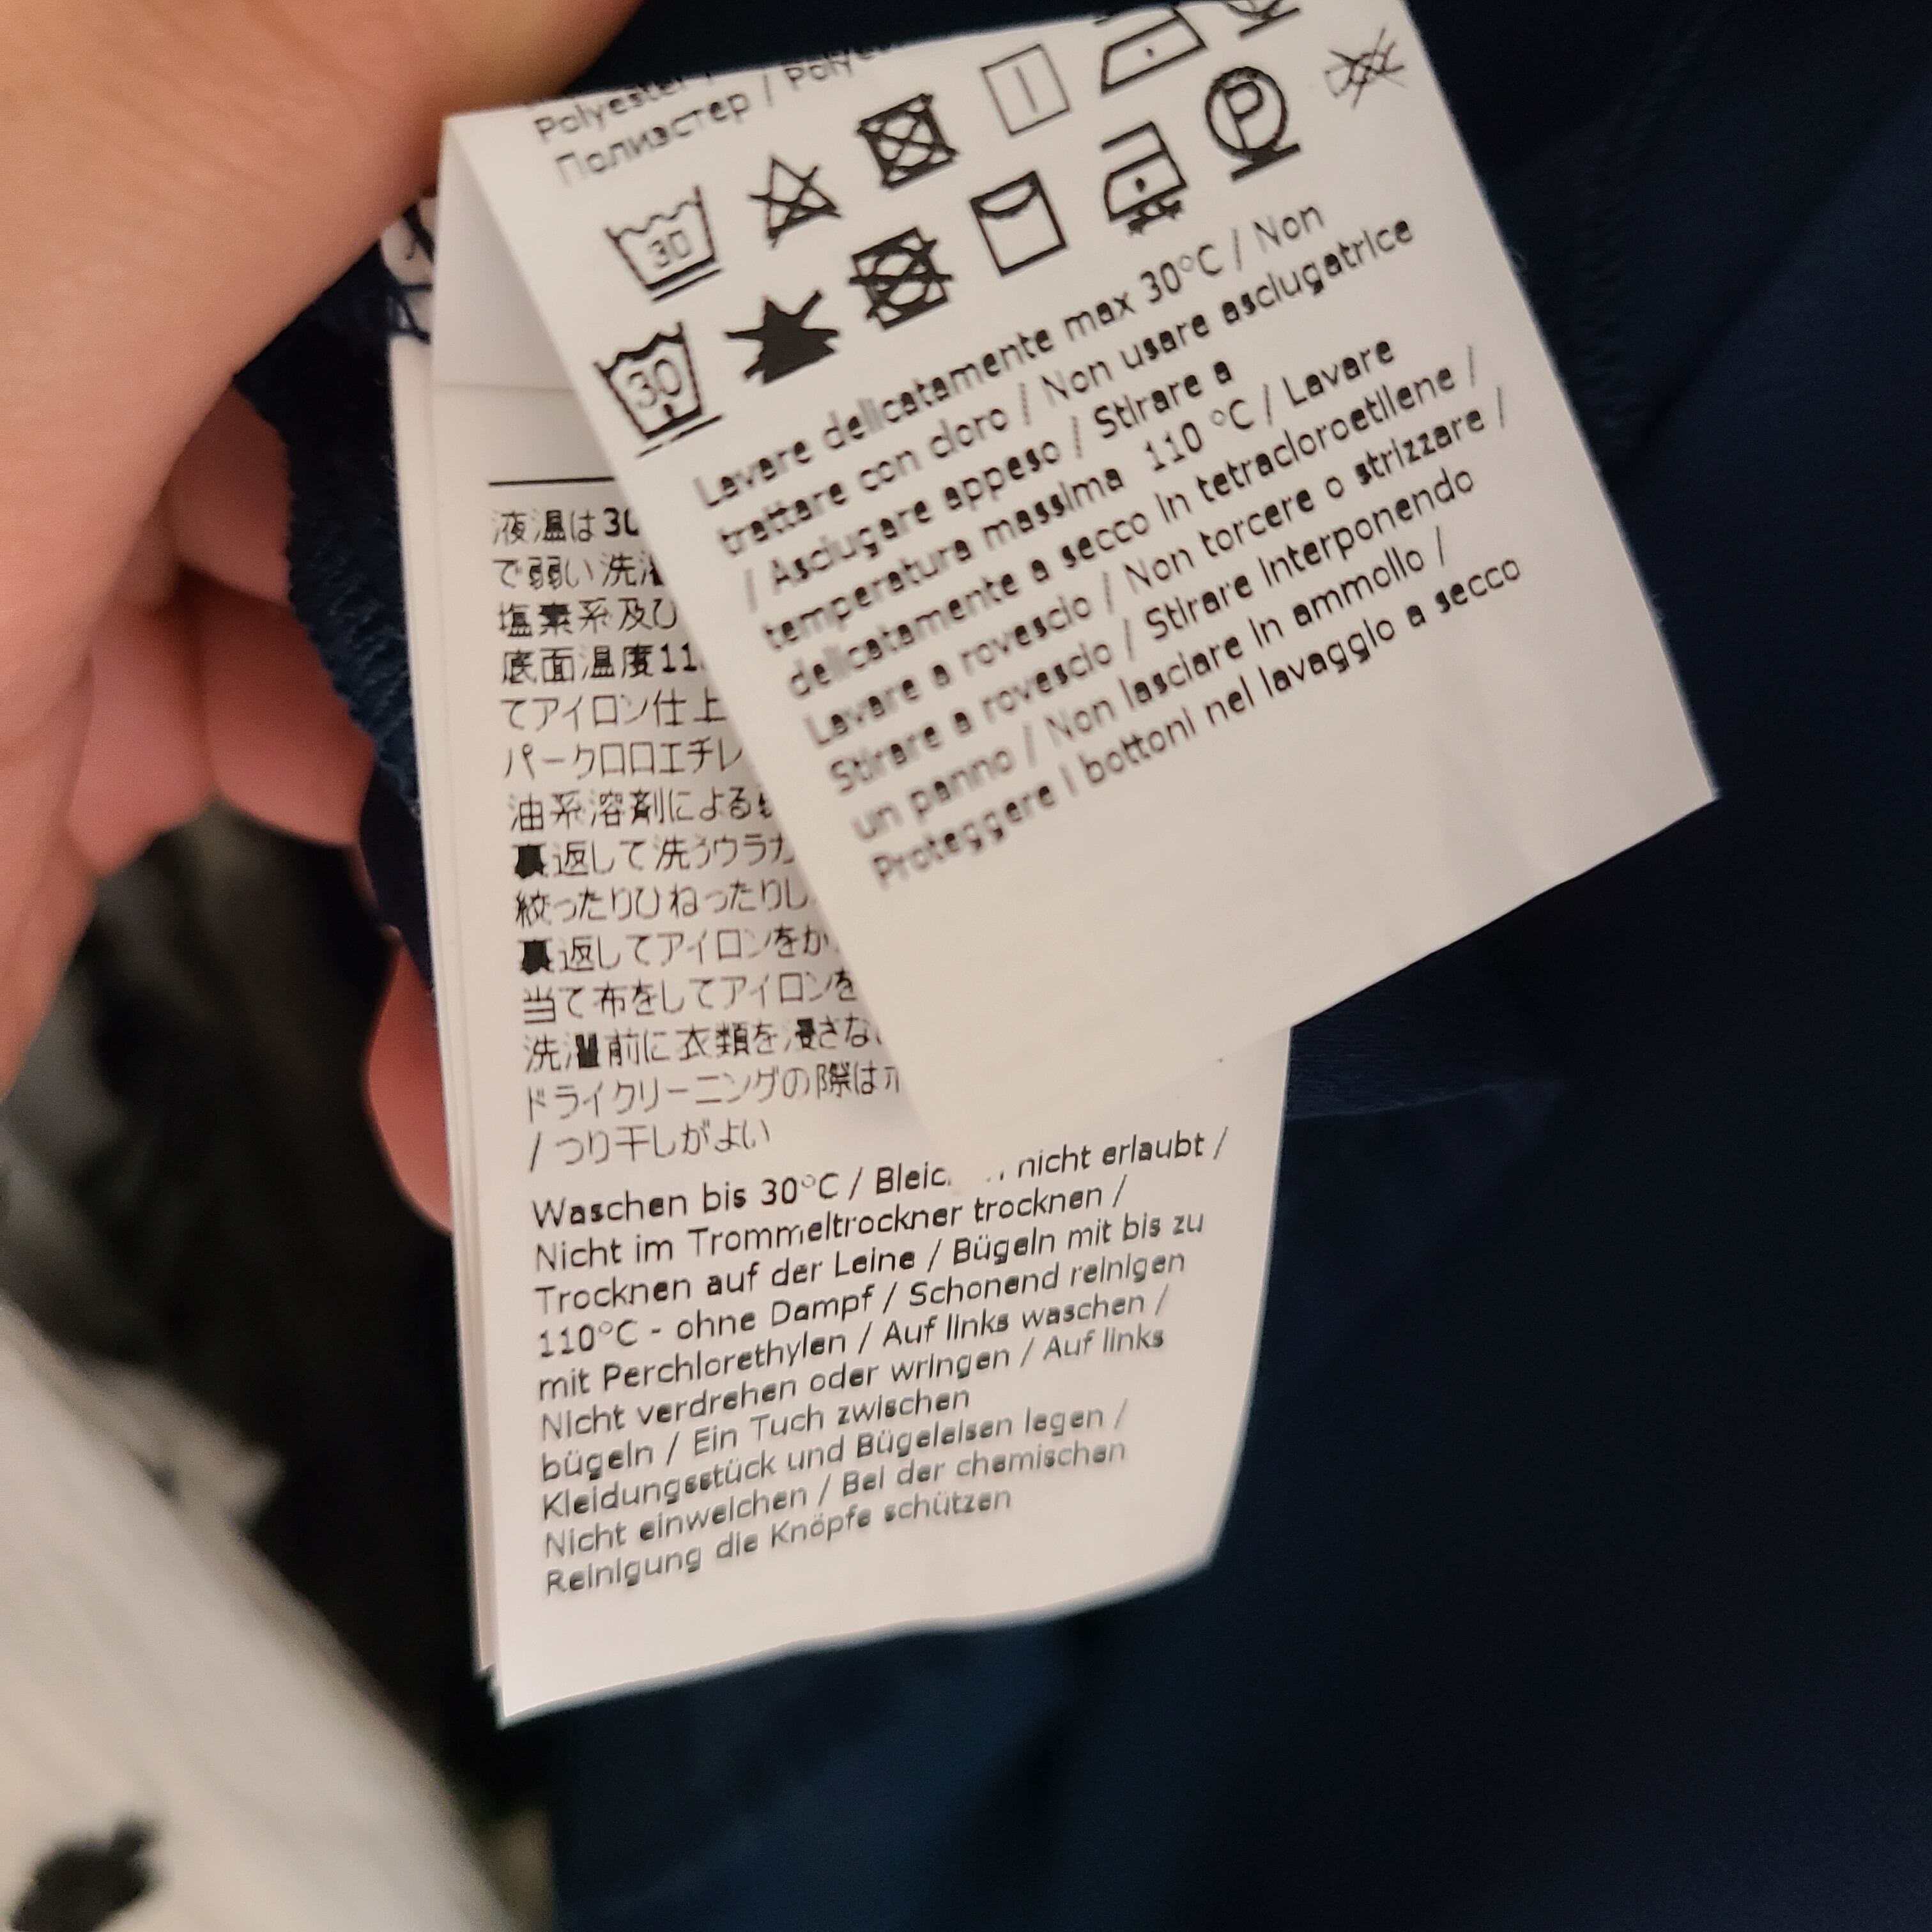 Polyester
Полиэстер /
30
30
Lavare delicatamente max 30°C / Non
trattare con cloro / Non usare asciugatrice
/ Asciugare appeso / Stirare a
temperatura massima 110 °C / Lavare
delicatamente a secco in tetracloroetilene /
Lavare a rovescio / Non torcere o strizzare /
Stirare a rovescio / Stirare interponendo
un panno / Non lasciare in ammollo /
Proteggere i bottoni nel lavaggio a secco
P
液温は30
で弱い洗濯
塩素系及び
底面温度11
てアイロン仕上
パークロロエチレ
油系溶剤による
裏返して洗うウラカ
絞ったりひねったりし
裏返してアイロンをか
当て布をしてアイロンを
洗濯前に衣類を浸さな
ドライクリーニングの際は
/ つり干しがよい
Waschen bis 30°C / Bleic nicht erlaubt /
Nicht im Trommeltrockner trocknen /
Trocknen auf der Leine / Bügeln mit bis zu
110°C - ohne Dampf / Schonend reinigen
mit Perchlorethylen / Auf links waschen /
Nicht verdrehen oder wringen / Auf links
bügeln / Ein Tuch zwischen
Kleidungsstück und Bügeleisen legen /
Nicht einweichen / Bei der chemischen
Reinigung die Knöpfe schützen